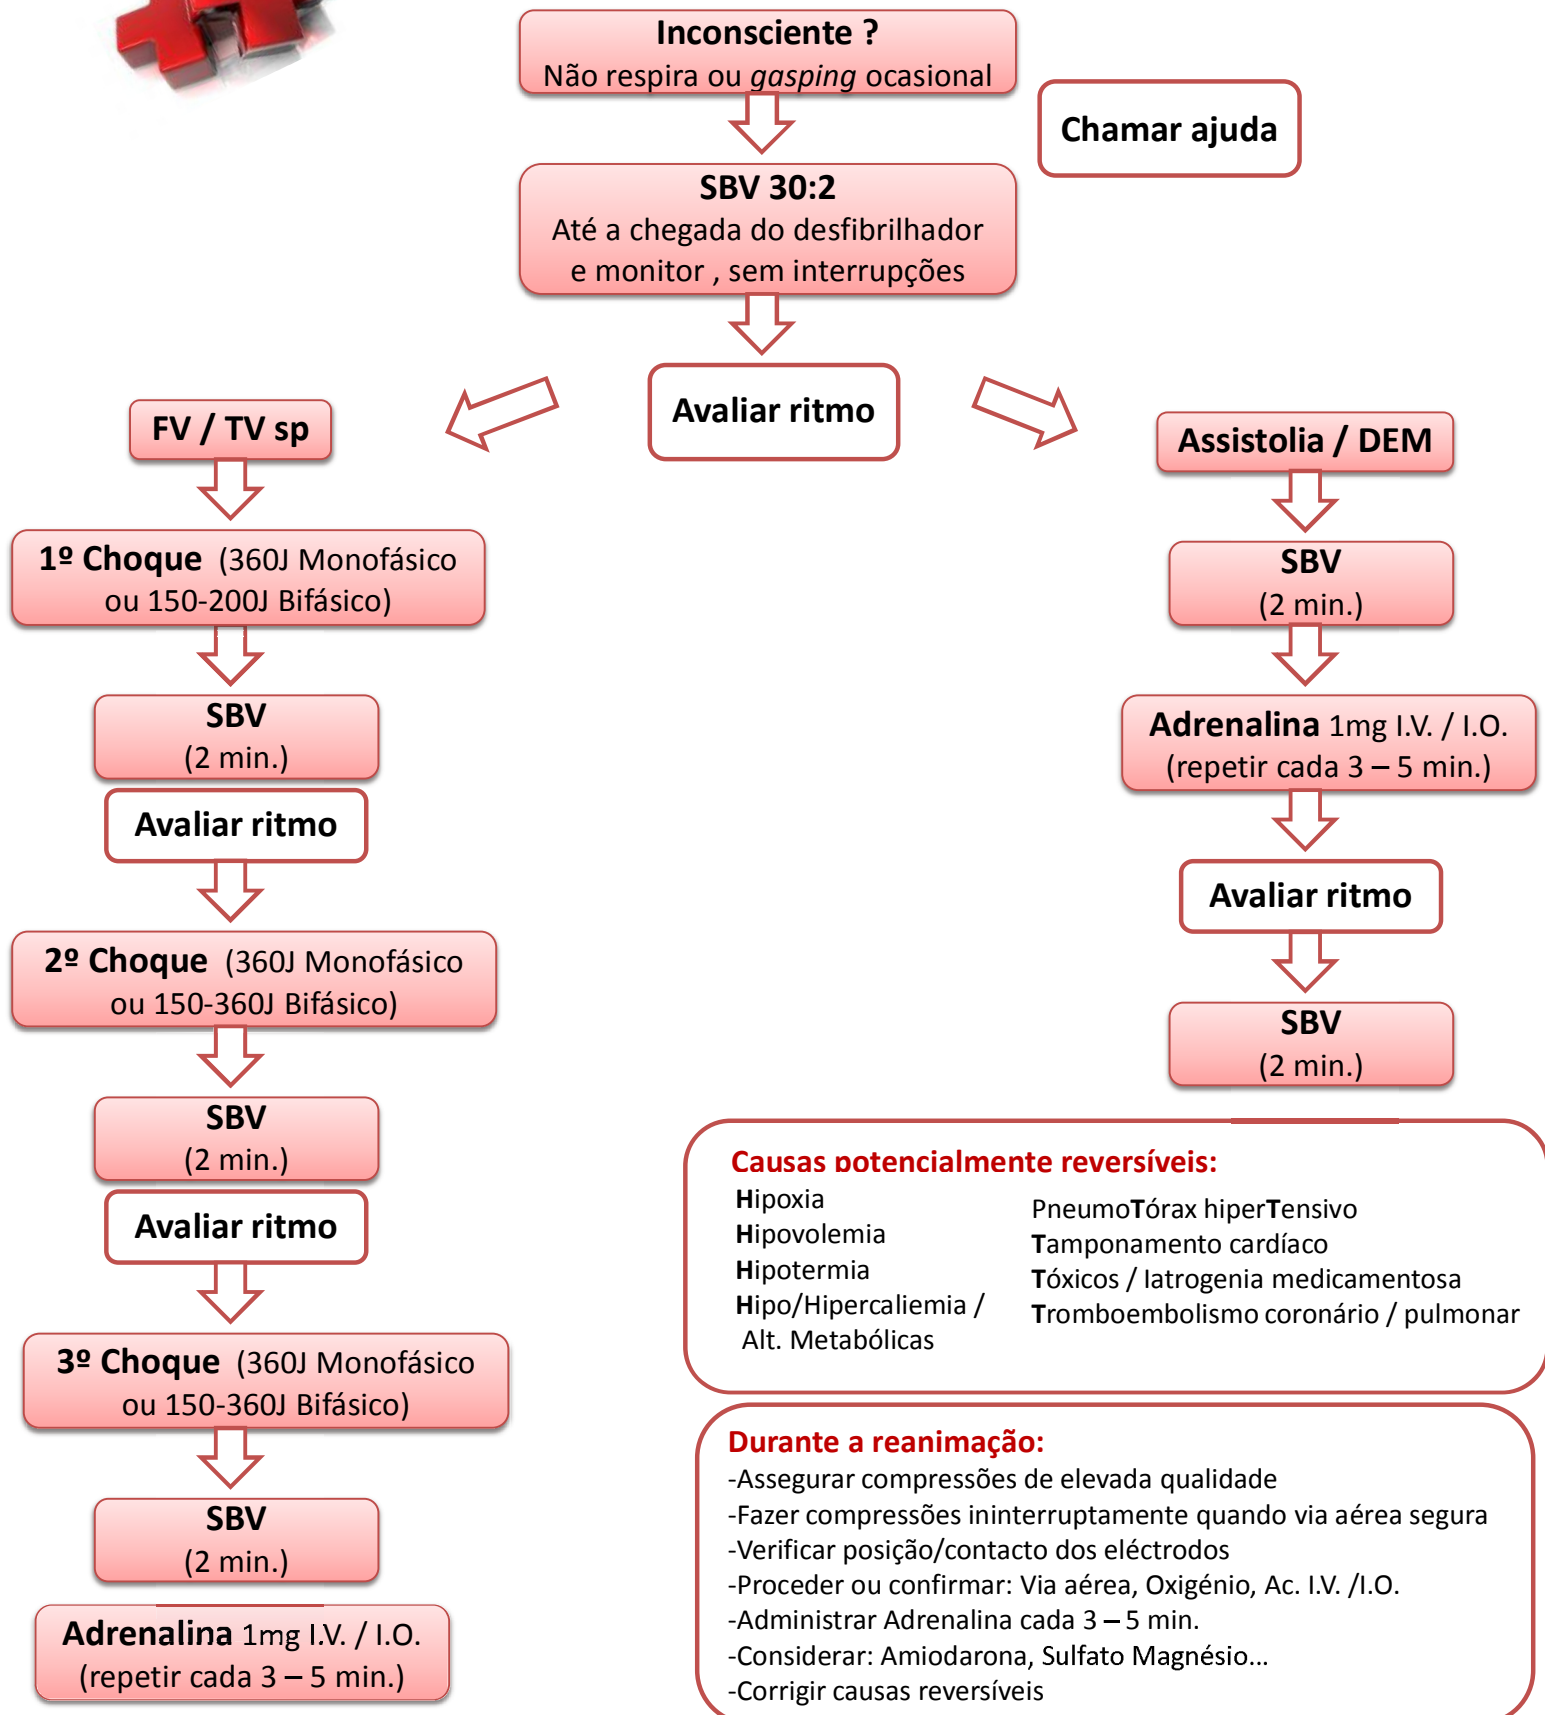 Inconsciente ?
Não respira ou gasping ocasional
Chamar ajuda
SBV 30:2
Até a chegada do desfibrilhador
e monitor , sem interrupções
Avaliar ritmo
FV / TV sp
1º Choque (360J Monofásico
ou 150-200J Bifásico)
SBV
(2 min.)
Avaliar ritmo
2º Choque (360J Monofásico
ou 150-360J Bifásico)
SBV
(2 min.)
Avaliar ritmo
3º Choque (360J Monofásico
ou 150-360J Bifásico)
SBV
(2 min.)
Adrenalina 1mg I.V. / I.O.
(repetir cada 3 – 5 min.)
Assistolia / DEM
SBV
(2 min.)
Adrenalina 1mg I.V. / I.O.
(repetir cada 3 – 5 min.)
Avaliar ritmo
SBV
(2 min.)
Causas potencialmente reversíveis:
Hipoxia
Hipovolemia
Hipotermia
Hipo/Hipercaliemia /
Alt. Metabólicas
PneumoTórax hiperTensivo
Tamponamento cardíaco
Tóxicos / Iatrogenia medicamentosa
Tromboembolismo coronário / pulmonar
Durante a reanimação:
-Assegurar compressões de elevada qualidade
-Fazer compressões ininterruptamente quando via aérea segura
-Verificar posição/contacto dos eléctrodos
-Proceder ou confirmar: Via aérea, Oxigénio, Ac. I.V. /I.O.
-Administrar Adrenalina cada 3 – 5 min.
-Considerar: Amiodarona, Sulfato Magnésio...
-Corrigir causas reversíveis